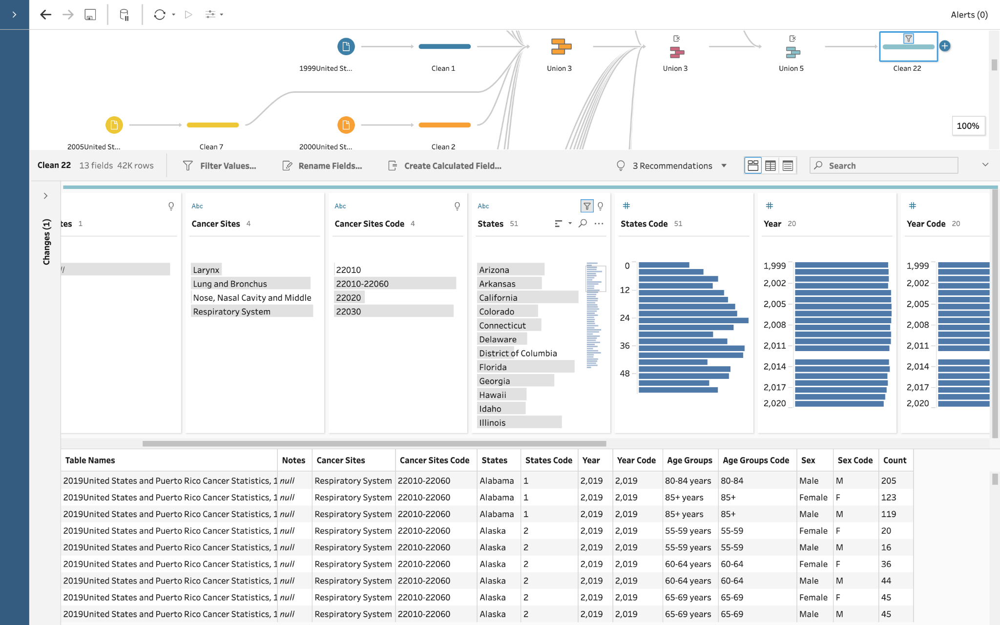 Alerts (0)
1999United St...
Clean 1
Union 3
Union 3
Union 5
Clean 22
100%
2005United St...
Clean 7
2000United St...
Clean 2
Clean 22 13 fields 42K rows
Filter Values...
Rename Fields...
Create Calculated Field...
3 Recommendations
Search
Changes (1)
tes 1
//
Abc
Cancer Sites 4
Larynx
Lung and Bronchus
Nose, Nasal Cavity and Middle
Respiratory System
Abc
Cancer Sites Code 4
22010
22010-22060
22020
22030
Abc
States 51
Arizona
Arkansas
California
Colorado
Connecticut
Delaware
District of Columbia
Florida
Georgia
Hawaii
Idaho
Illinois
#
States Code 51
0
12
24
36
48
#
Year 20
1,999
2,002
2,005
2,008
2,011
2,014
2,017
2,020
#
Year Code 20
1,999
2,002
2,005
2,008
2,011
2,014
2,017
2,020
Table Names Notes Cancer Sites Cancer Sites Code States States Code Year Year Code Age Groups Age Groups Code Sex Sex Code Count
2019United States and Puerto Rico Cancer Statistics, 1 null Respiratory System 22010-22060 Alabama 1 2,019 2,019 80-84 years 80-84 Male M 205
2019United States and Puerto Rico Cancer Statistics, 1 null Respiratory System 22010-22060 Alabama 1 2,019 2,019 85+ years 85+ Female F 123
2019United States and Puerto Rico Cancer Statistics, 1 null Respiratory System 22010-22060 Alabama 1 2,019 2,019 85+ years 85+ Male M 119
2019United States and Puerto Rico Cancer Statistics, 1 null Respiratory System 22010-22060 Alaska 2 2,019 2,019 55-59 years 55-59 Female F 20
2019United States and Puerto Rico Cancer Statistics, 1 null Respiratory System 22010-22060 Alaska 2 2,019 2,019 55-59 years 55-59 Male M 16
2019United States and Puerto Rico Cancer Statistics, 1 null Respiratory System 22010-22060 Alaska 2 2,019 2,019 60-64 years 60-64 Female F 36
2019United States and Puerto Rico Cancer Statistics, 1 null Respiratory System 22010-22060 Alaska 2 2,019 2,019 60-64 years 60-64 Male M 44
2019United States and Puerto Rico Cancer Statistics, 1 null Respiratory System 22010-22060 Alaska 2 2,019 2,019 65-69 years 65-69 Female F 45
2019United States and Puerto Rico Cancer Statistics, 1 null Respiratory System 22010-22060 Alaska 2 2,019 2,019 65-69 years 65-69 Male M 45